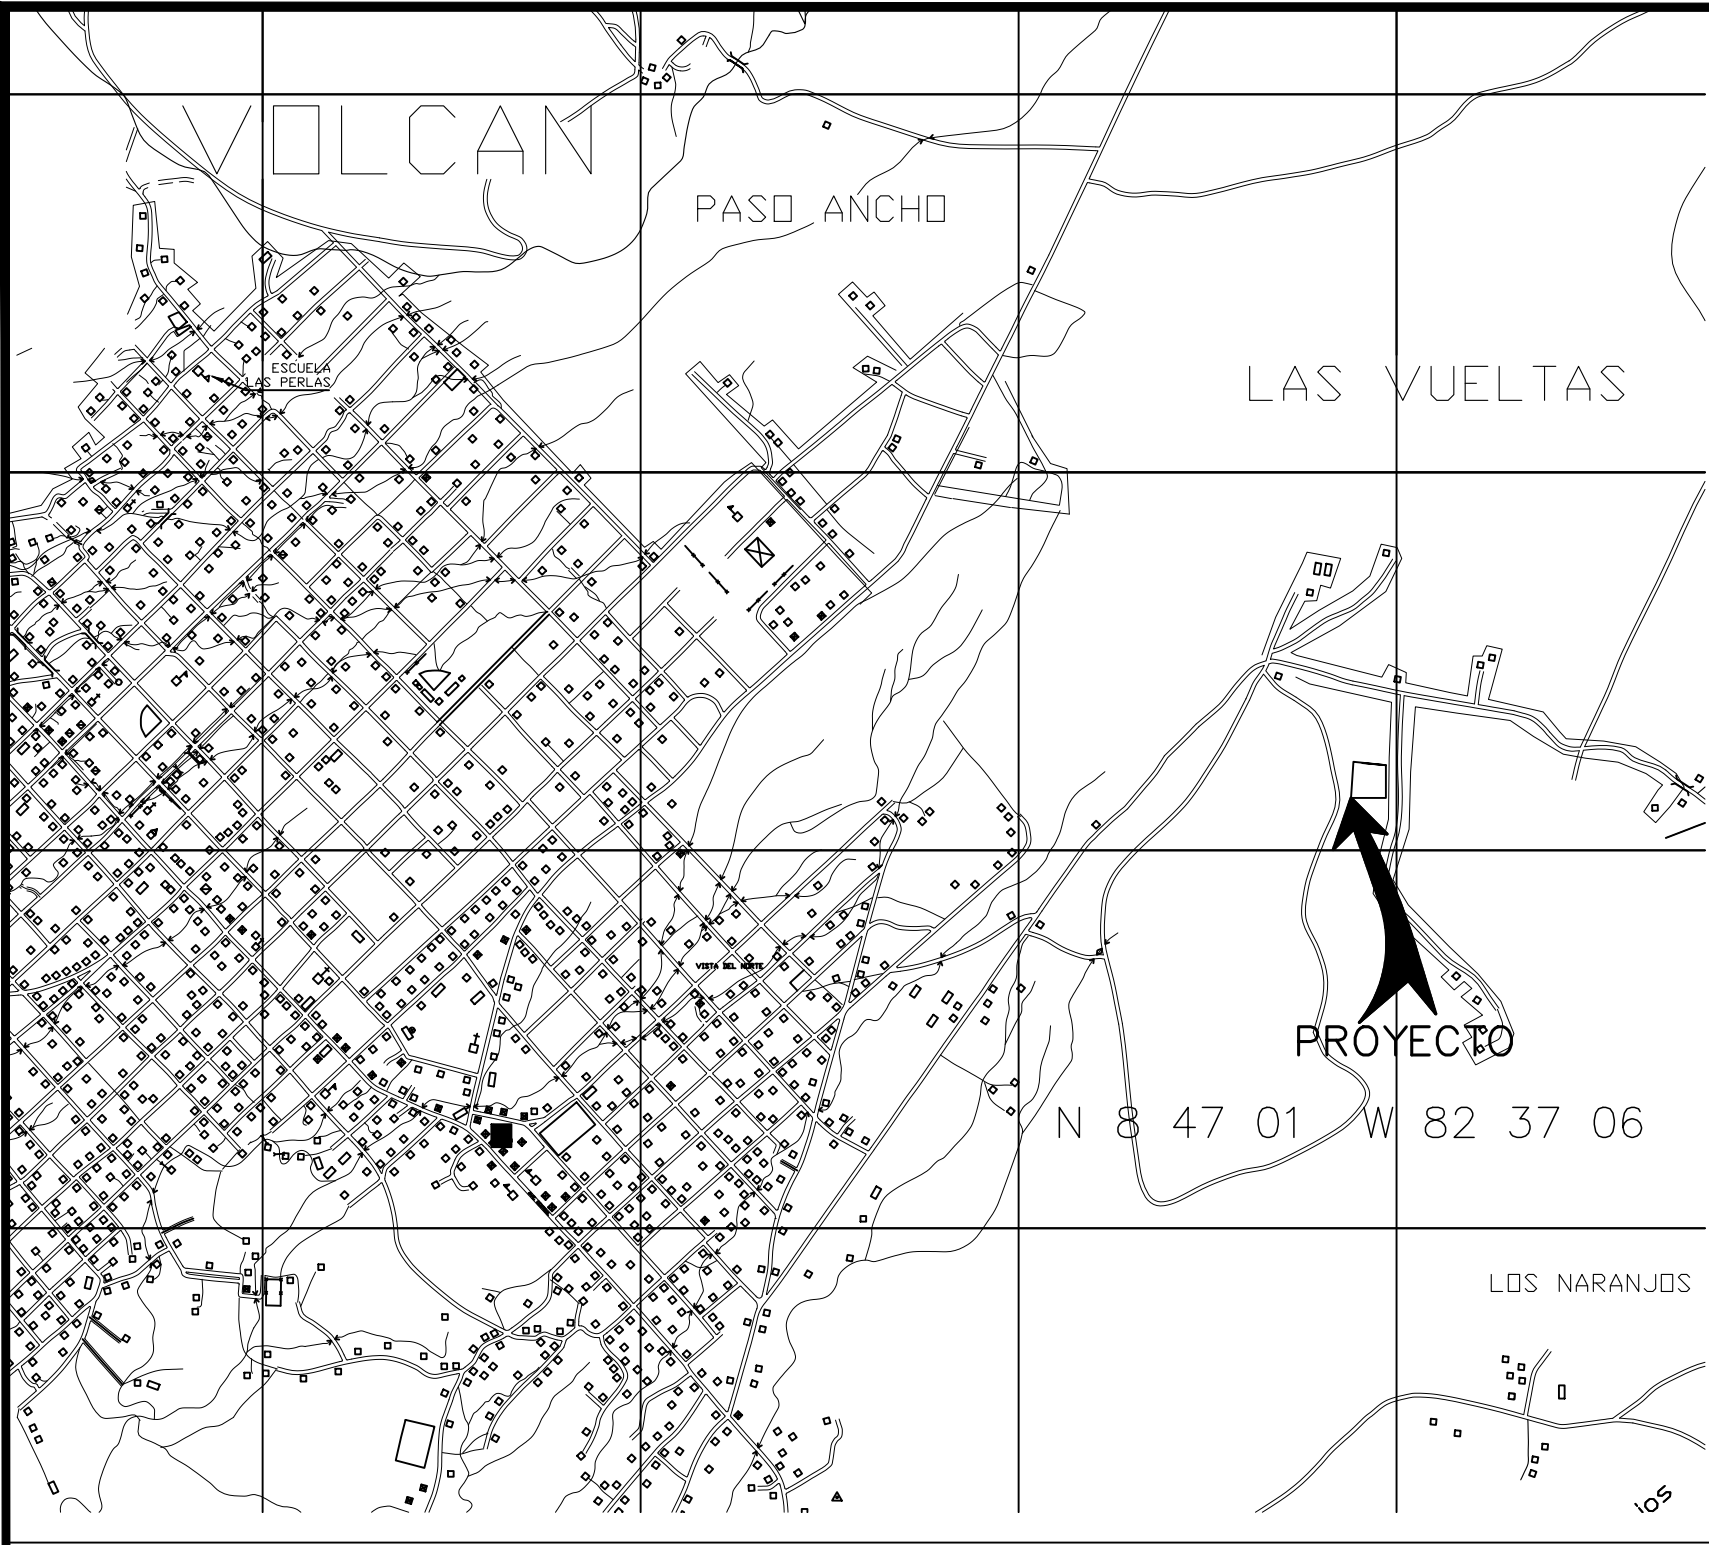 VOLCAN
PASO ANCHO
ESCUELA
LAS PERLAS
LAS VUELTAS
VISTA DEL NORTE
PROYECTO
N 8 47 01 W 82 37 06
LOS NARANJOS
jos